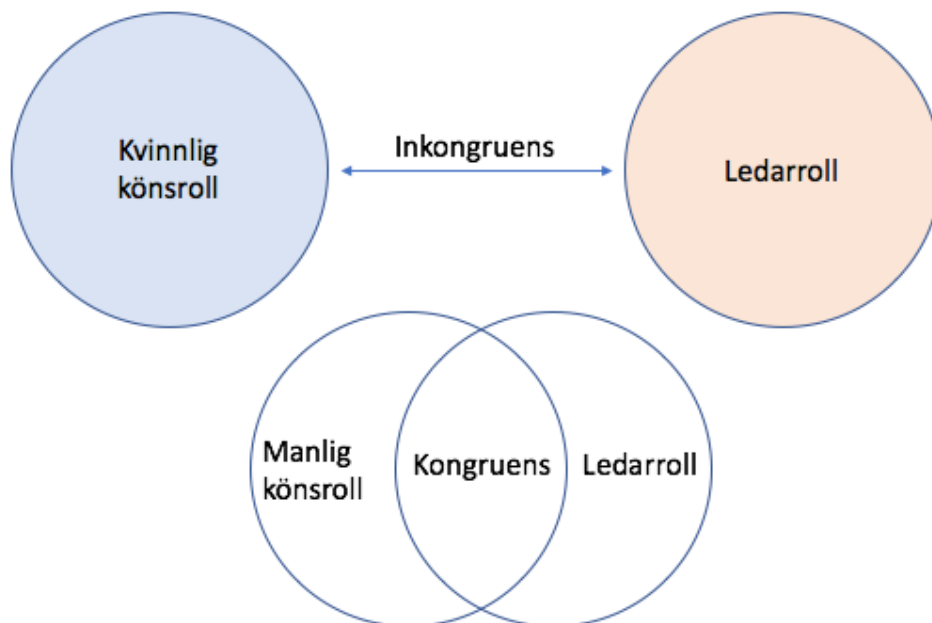 Kvinnlig
könsroll
Inkongruens
Ledarroll
Manlig
könsroll
Kongruens
Ledarroll